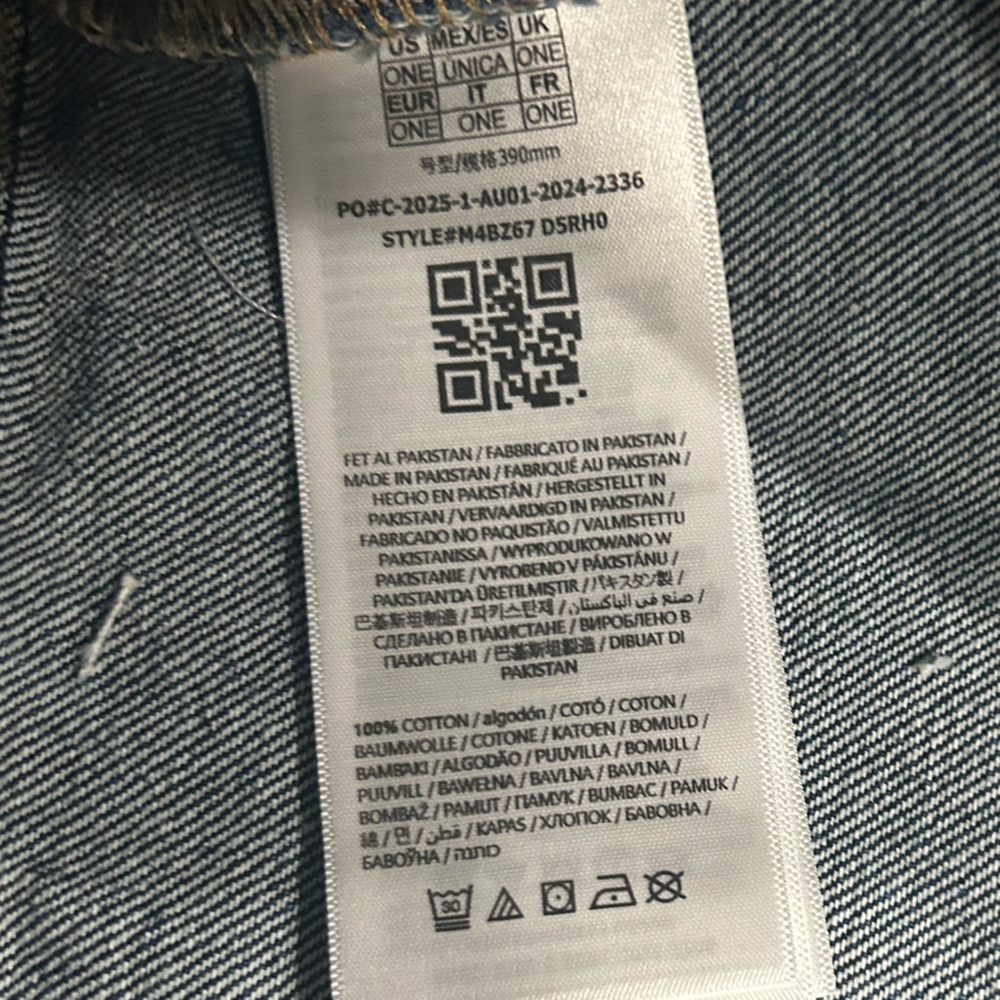 US MEX/ES UK
ONE UNICA ONE
EUR IT FR
ONE ONE ONE
号型/规格390mm
PO#C-2025-1-AU01-2024-2336
STYLE#M4BZ67 D5RH0
FET AL PAKISTAN / FABBRICATO IN PAKISTAN /
MADE IN PAKISTAN / FABRIQUÉ AU PAKISTAN /
HECHO EN PAKISTÁN / HERGESTELLT IN
PAKISTAN / VERVAARDIGD IN PAKISTAN /
FABRICADO NO PAQUISTÃO / VALMISTETTU
PAKISTANISSA / WYPRODUKOWANO W
PAKISTANIE / VYROBENO V PÁKISTÁNU /
PAKISTAN'DA ÜRETILMIŞTIR / パキスタン製 /
巴基斯坦制造 / 파키스탄제 / صنع في الباكستان /
СДЕЛАНО В ПАКИСТАНЕ / ВИРОБЛЕНО В
ПАКИСТАНІ / 巴基斯坦製造 / DIBUAT DI
PAKISTAN
100% COTTON / algodón / COTÓ / COTON /
BAUMWOLLE / COTONE / KATOEN / BOMULD /
BAMBAKI / ALGODÃO / PUUVILLA / BOMULL /
PUUVILL / BAWEŁNA / BAVLNA / BAVLNA /
BOMBAŽ / PAMUT / ПАМУК / BUMBAC / PAMUK /
綿 / 면 / قطن / KAPAS / ХЛОПОК / БАВОВНА /
БАВОЎНА / כותנה
30